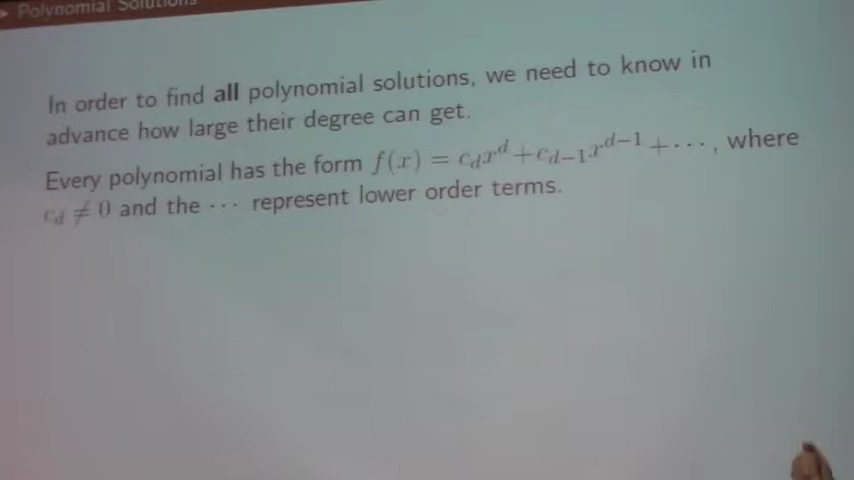 ▸ Polynomial Solutions
In order to find all polynomial solutions, we need to know in
advance how large their degree can get.
Every polynomial has the form f(x) = c_d x^d + c_{d−1} x^{d−1} + ··· , where
c_d ≠ 0 and the ··· represent lower order terms.